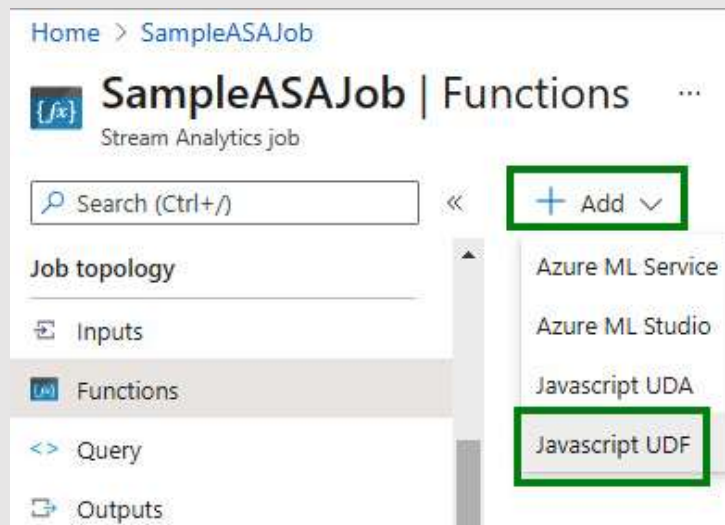 Home > SampleASAJob
SampleASAJob | Functions ...
{fx}
Stream Analytics job
Search (Ctrl+/) «
+ Add
Job topology
Azure ML Service
Inputs
Azure ML Studio
Functions
Javascript UDA
<> Query
Javascript UDF
Outputs